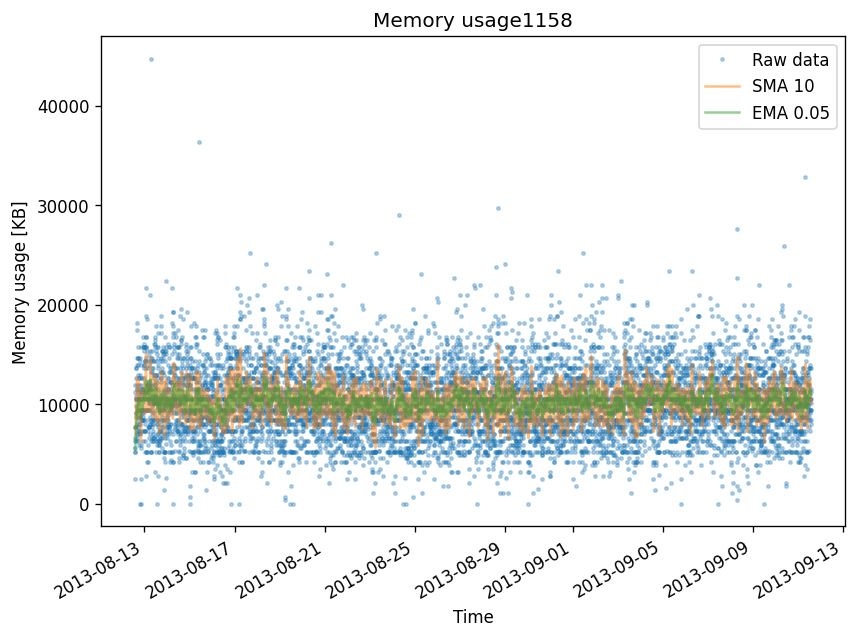 Memory usage1158
Raw data
SMA 10
EMA 0.05
Memory usage [KB]
40000
30000
20000
10000
0
2013-08-13
2013-08-17
2013-08-21
2013-08-25
2013-08-29
2013-09-01
2013-09-05
2013-09-09
2013-09-13
Time